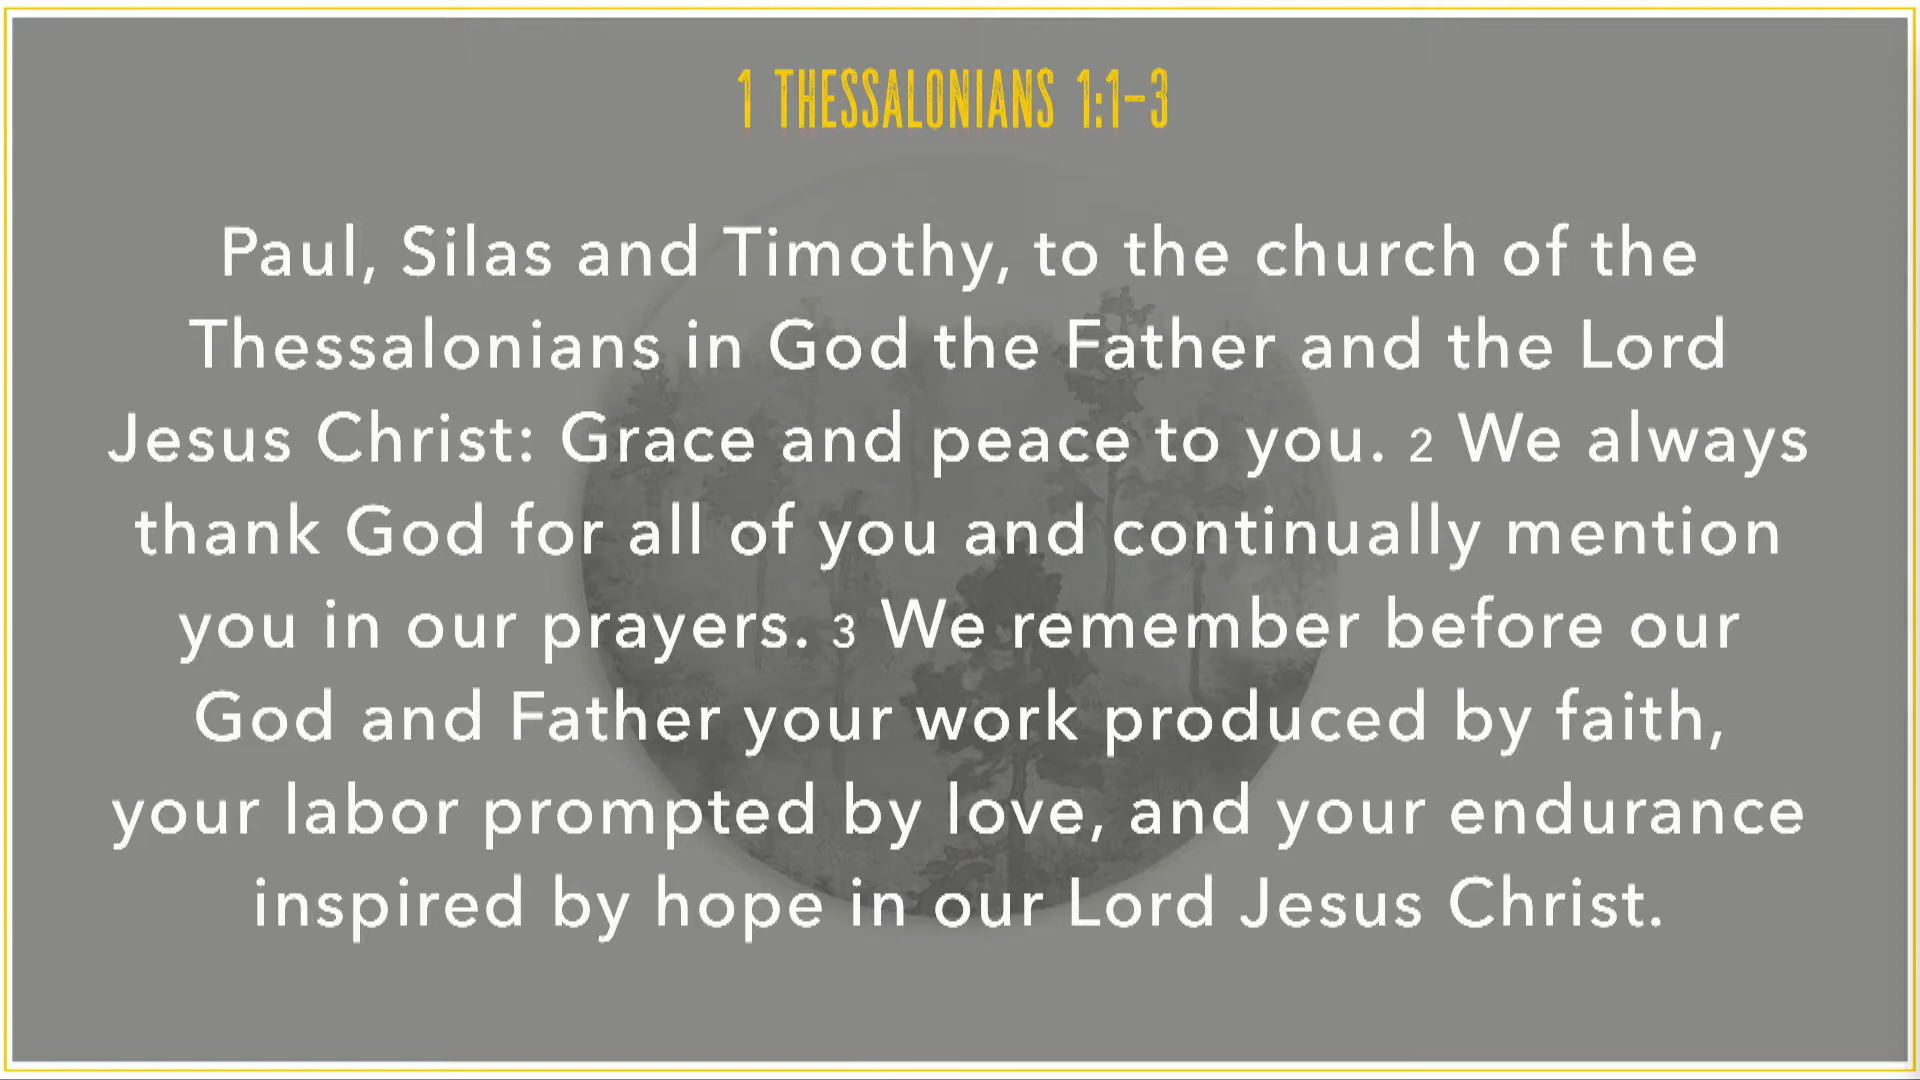 1 THESSALONIANS 1:1–3
Paul, Silas and Timothy, to the church of the
Thessalonians in God the Father and the Lord
Jesus Christ: Grace and peace to you. 2 We always
thank God for all of you and continually mention
you in our prayers. 3 We remember before our
God and Father your work produced by faith,
your labor prompted by love, and your endurance
inspired by hope in our Lord Jesus Christ.